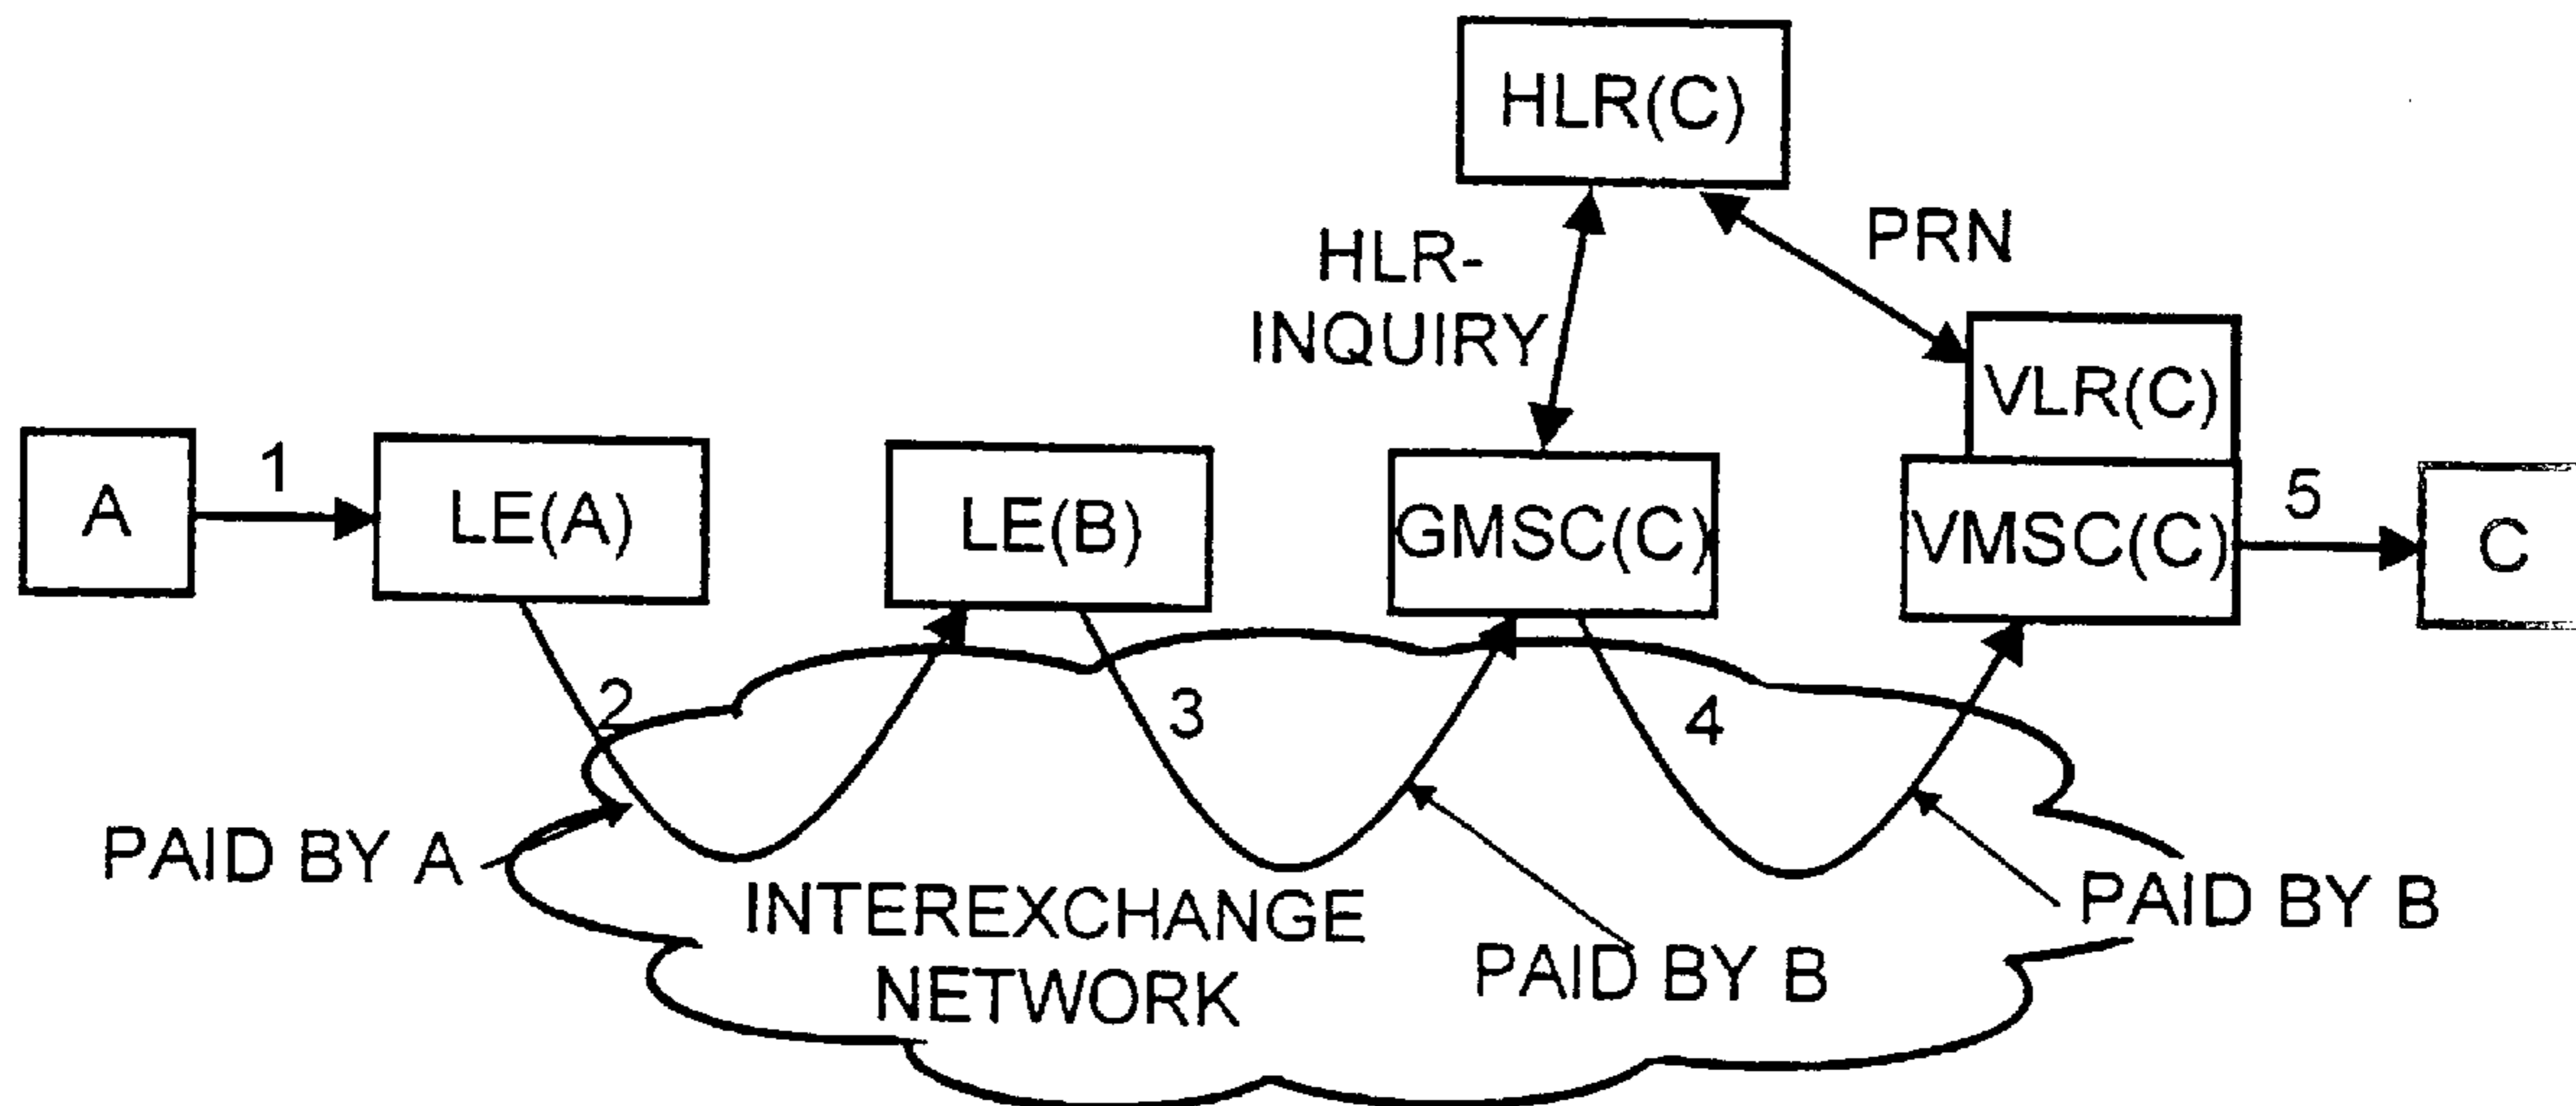 HLR(C)
HLR-
INQUIRY
PRN
VLR(C)
A
1
LE(A)
LE(B)
GMSC(C)
VMSC(C)
5
C
2
3
4
PAID BY A
INTEREXCHANGE
NETWORK
PAID BY B
PAID BY B